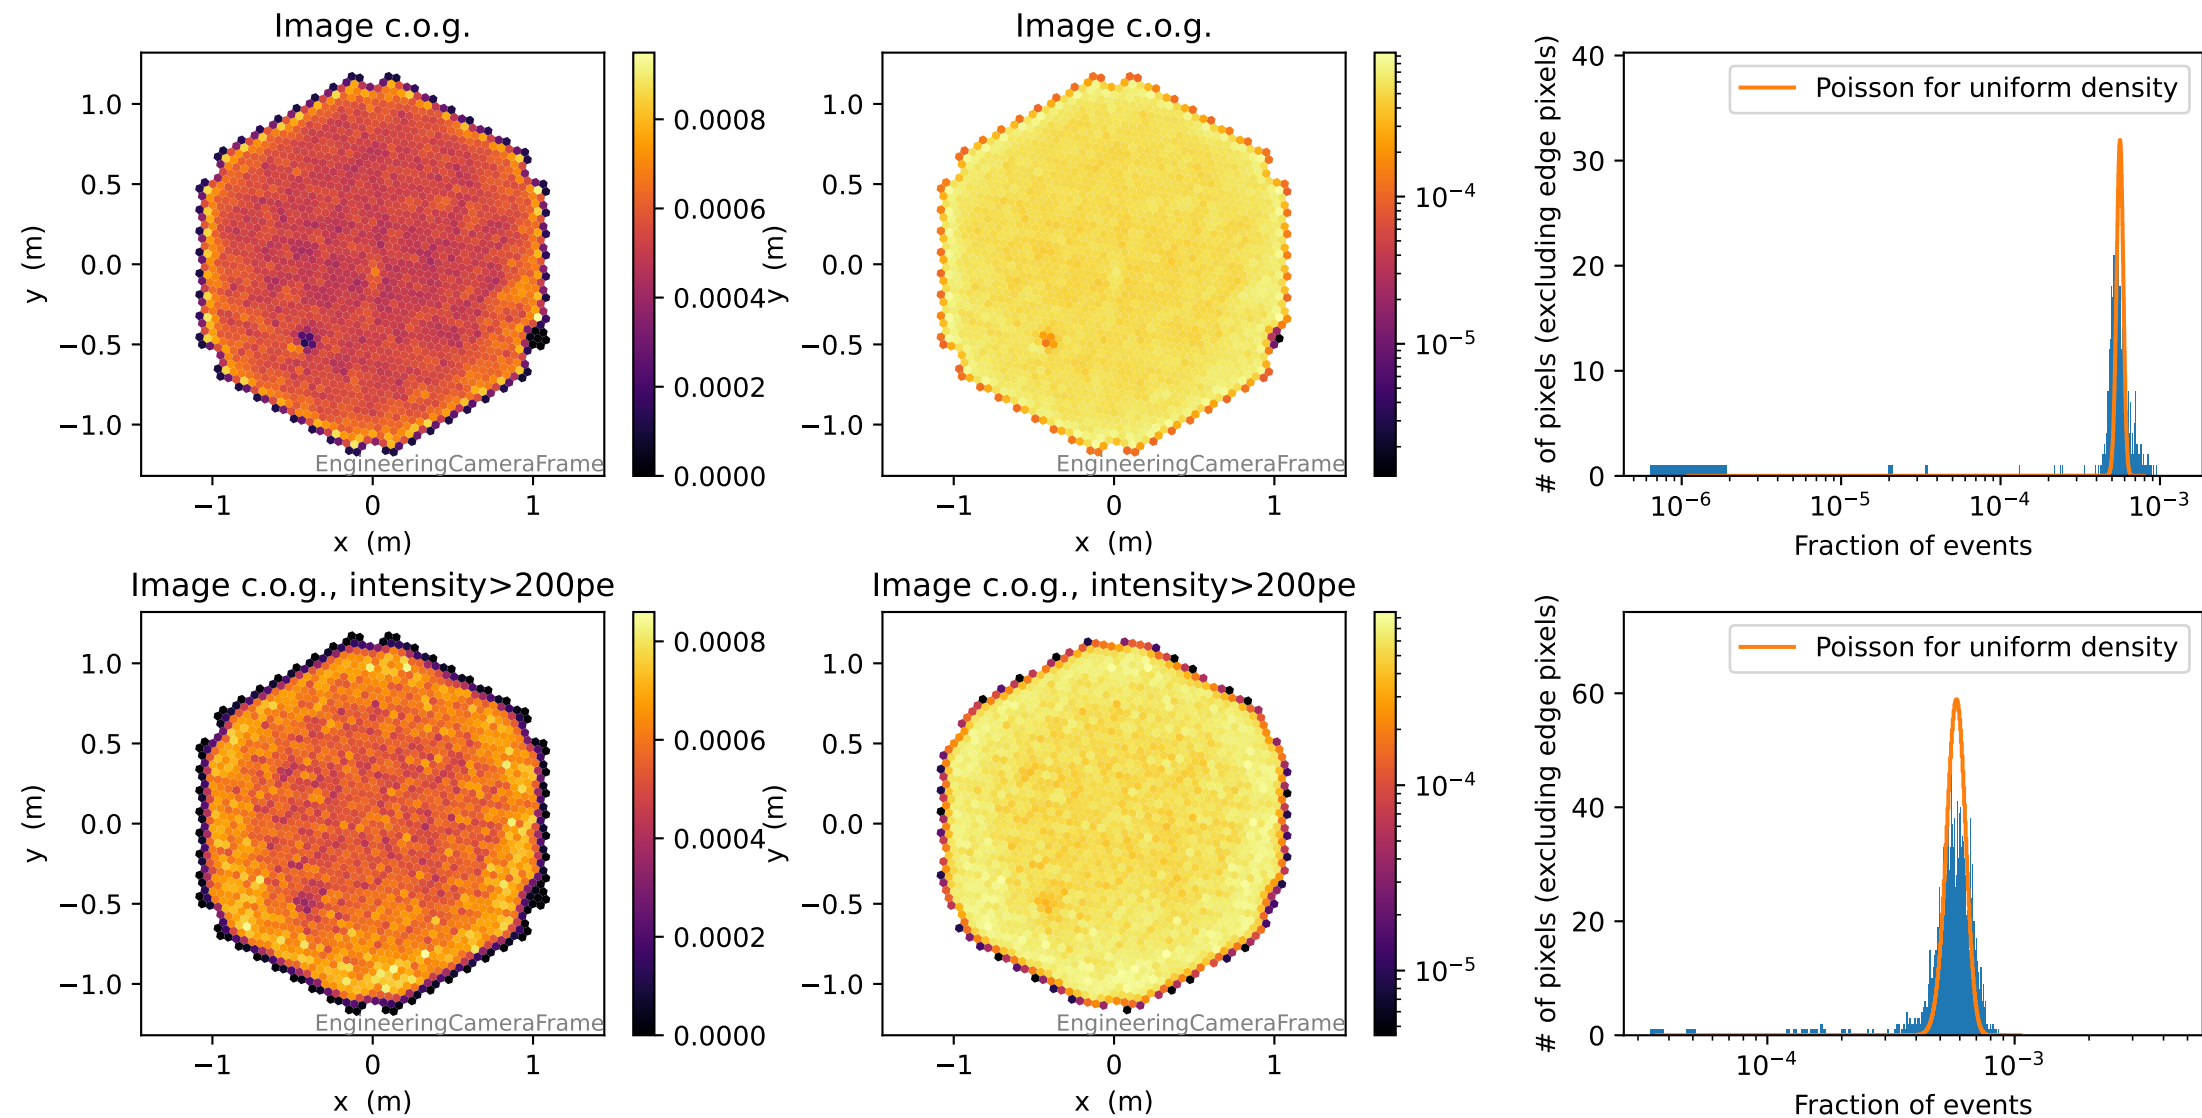 Image c.o.g.
y (m)
1.0
0.5
0.0
−0.5
−1.0
−1 0 1
x (m)
EngineeringCameraFrame
0.0008
0.0006
0.0004
0.0002
0.0000
Image c.o.g.
y (m)
1.0
0.5
0.0
−0.5
−1.0
−1 0 1
x (m)
EngineeringCameraFrame
10⁻⁴
10⁻⁵
# of pixels (excluding edge pixels)
40
30
20
10
0
Poisson for uniform density
10⁻⁶ 10⁻⁵ 10⁻⁴ 10⁻³
Fraction of events
Image c.o.g., intensity>200pe
y (m)
1.0
0.5
0.0
−0.5
−1.0
−1 0 1
x (m)
EngineeringCameraFrame
0.0008
0.0006
0.0004
0.0002
0.0000
Image c.o.g., intensity>200pe
y (m)
1.0
0.5
0.0
−0.5
−1.0
−1 0 1
x (m)
EngineeringCameraFrame
10⁻⁴
10⁻⁵
# of pixels (excluding edge pixels)
60
40
20
0
Poisson for uniform density
10⁻⁴ 10⁻³
Fraction of events